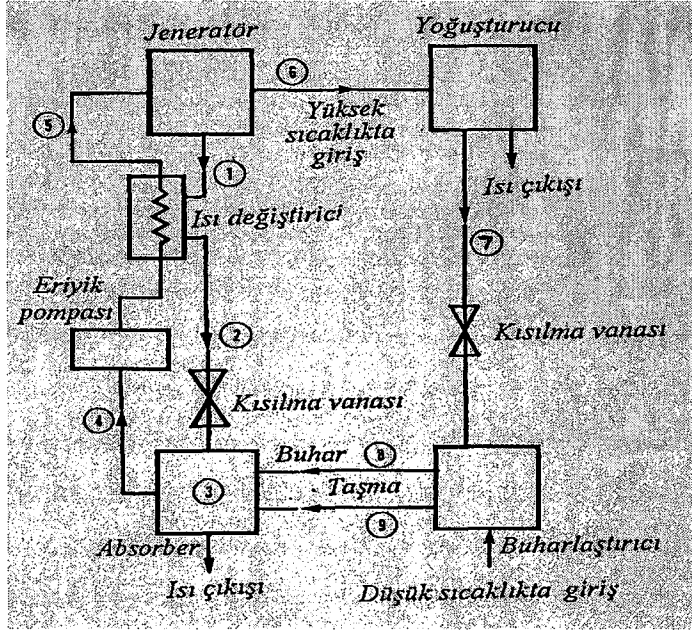 Jeneratör
Yoğuşturucu
6
5
Yüksek
sıcaklıkta
giriş
1
Isı çıkışı
Isı değiştirici
7
Eriyik
pompası
2
Kısılma vanası
Kısılma vanası
4
Buhar
8
3
Taşma
9
Absorber
Buharlaştırıcı
Isı çıkışı
Düşük sıcaklıkta giriş